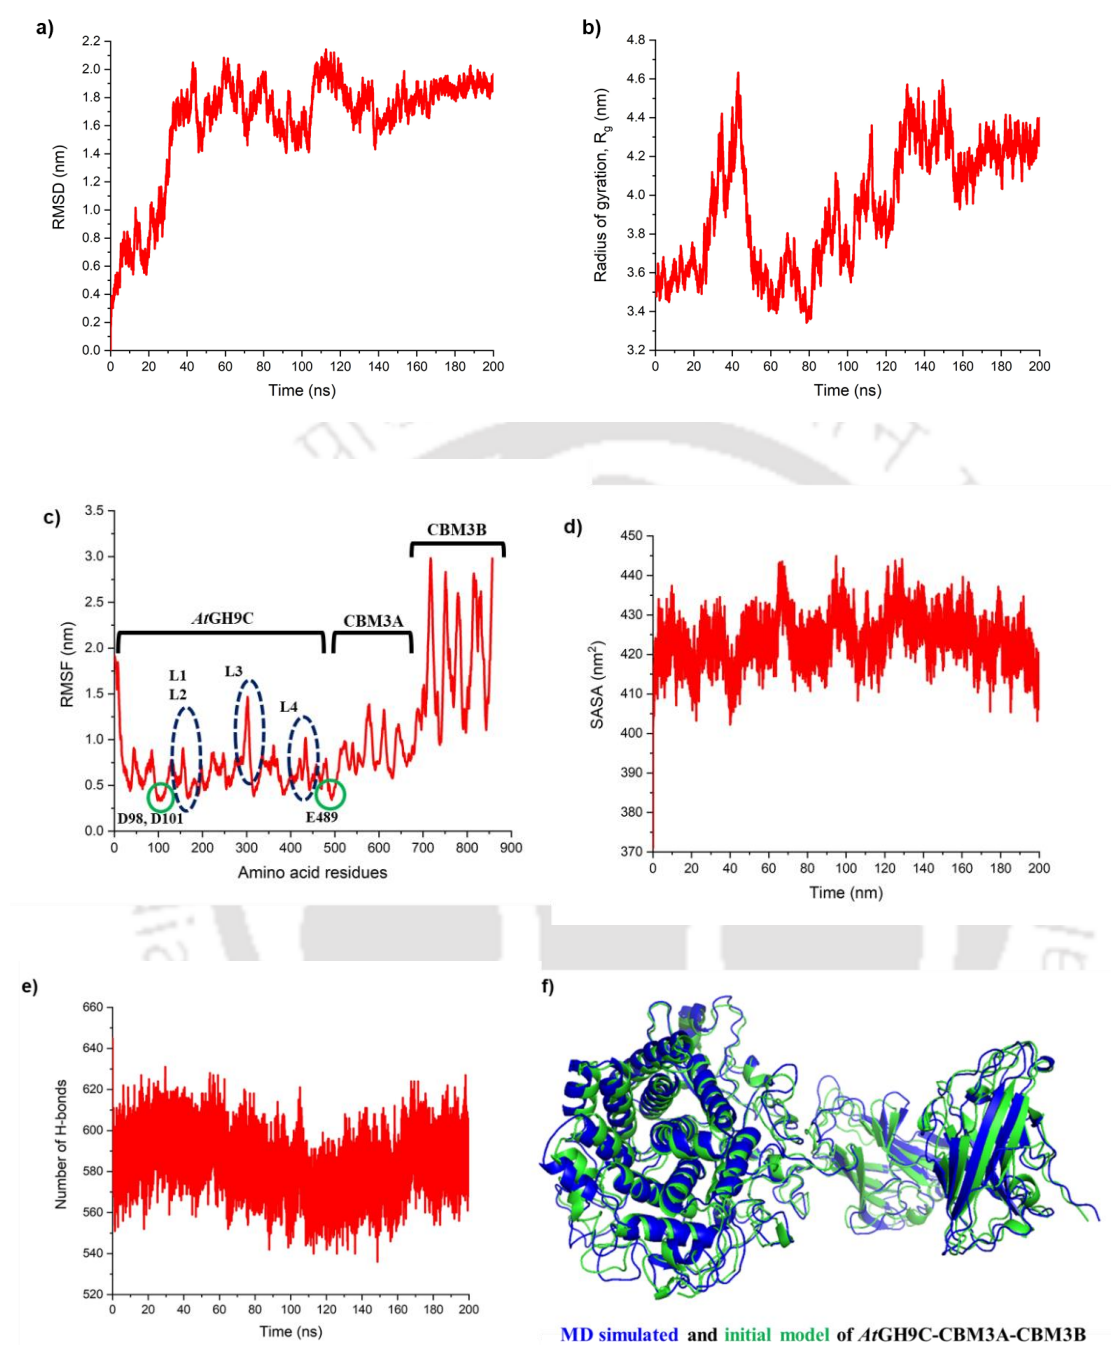 a)
2.2
2.0
1.8
1.6
1.4
1.2
1.0
0.8
0.6
0.4
0.2
0.0
RMSD (nm)
0 20 40 60 80 100 120 140 160 180 200
Time (ns)
b)
4.8
4.6
4.4
4.2
4.0
3.8
3.6
3.4
3.2
Radius of gyration, Rg (nm)
0 20 40 60 80 100 120 140 160 180 200
Time (ns)
c)
3.5
3.0
2.5
2.0
1.5
1.0
0.5
0.0
RMSF (nm)
CBM3B
AtGH9C
CBM3A
L1
L2
L3
L4
D98, D101
E489
0 100 200 300 400 500 600 700 800 900
Amino acid residues
d)
450
440
430
420
410
400
390
380
370
SASA (nm2)
0 20 40 60 80 100 120 140 160 180 200
Time (nm)
e)
660
640
620
600
580
560
540
520
Number of H-bonds
0 20 40 60 80 100 120 140 160 180 200
Time (ns)
f)
MD simulated and initial model of AtGH9C-CBM3A-CBM3B